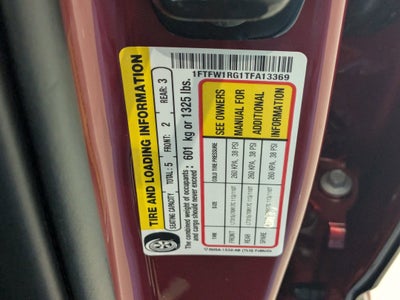 1FTFW1RG1TFA13369
TIRE AND LOADING INFORMATION
SEATING CAPACITY TOTAL: 5 FRONT: 2 REAR: 3
The combined weight of occupants and cargo should never exceed: 601 kg or 1325 lbs.
SEE OWNERS
MANUAL FOR
ADDITIONAL
INFORMATION
TIRE SIZE COLD TIRE PRESSURE
FRONT 260 KPA, 38 PSI
REAR 260 KPA, 38 PSI
SPARE 260 KPA, 38 PSI